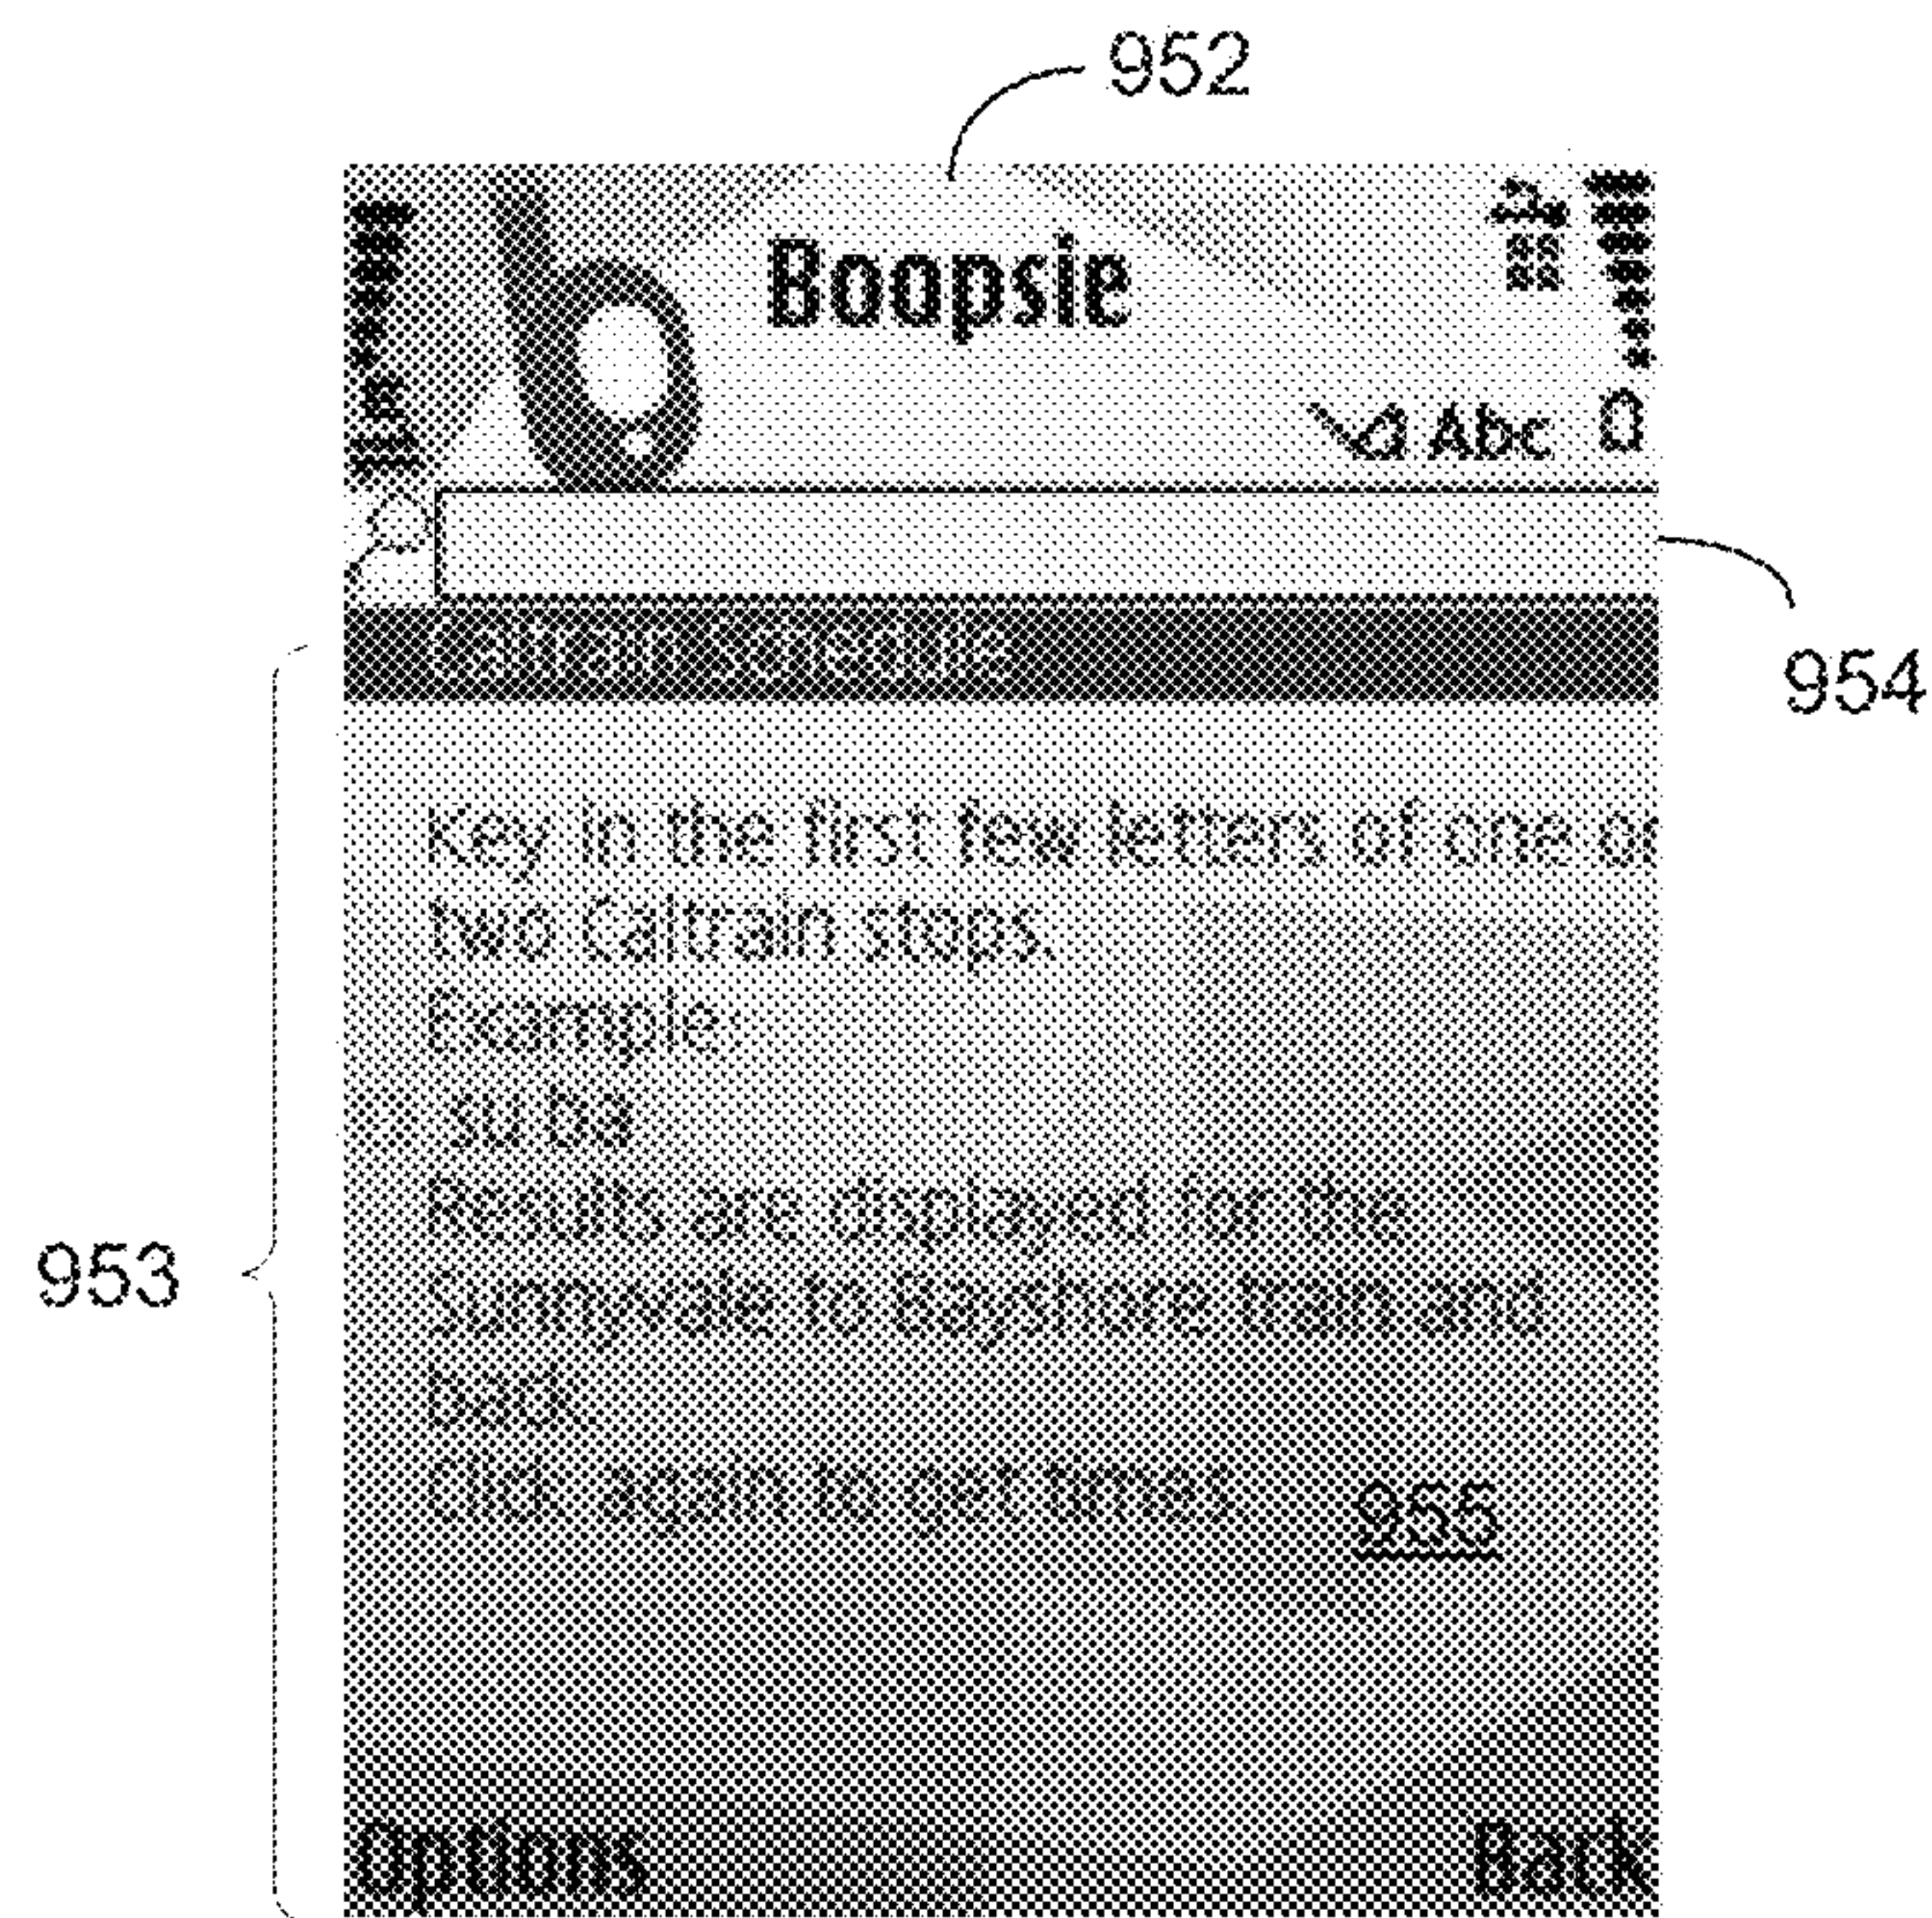 952
Boopsie
Abc
954
Caltrain Schedule
Key in the first few letters of one or
two Caltrain stops.
Example:
su ba
Results are displayed for the
Sunnyvale to Bayshore train and
back.
Click again to get times
955
953
Options
Back